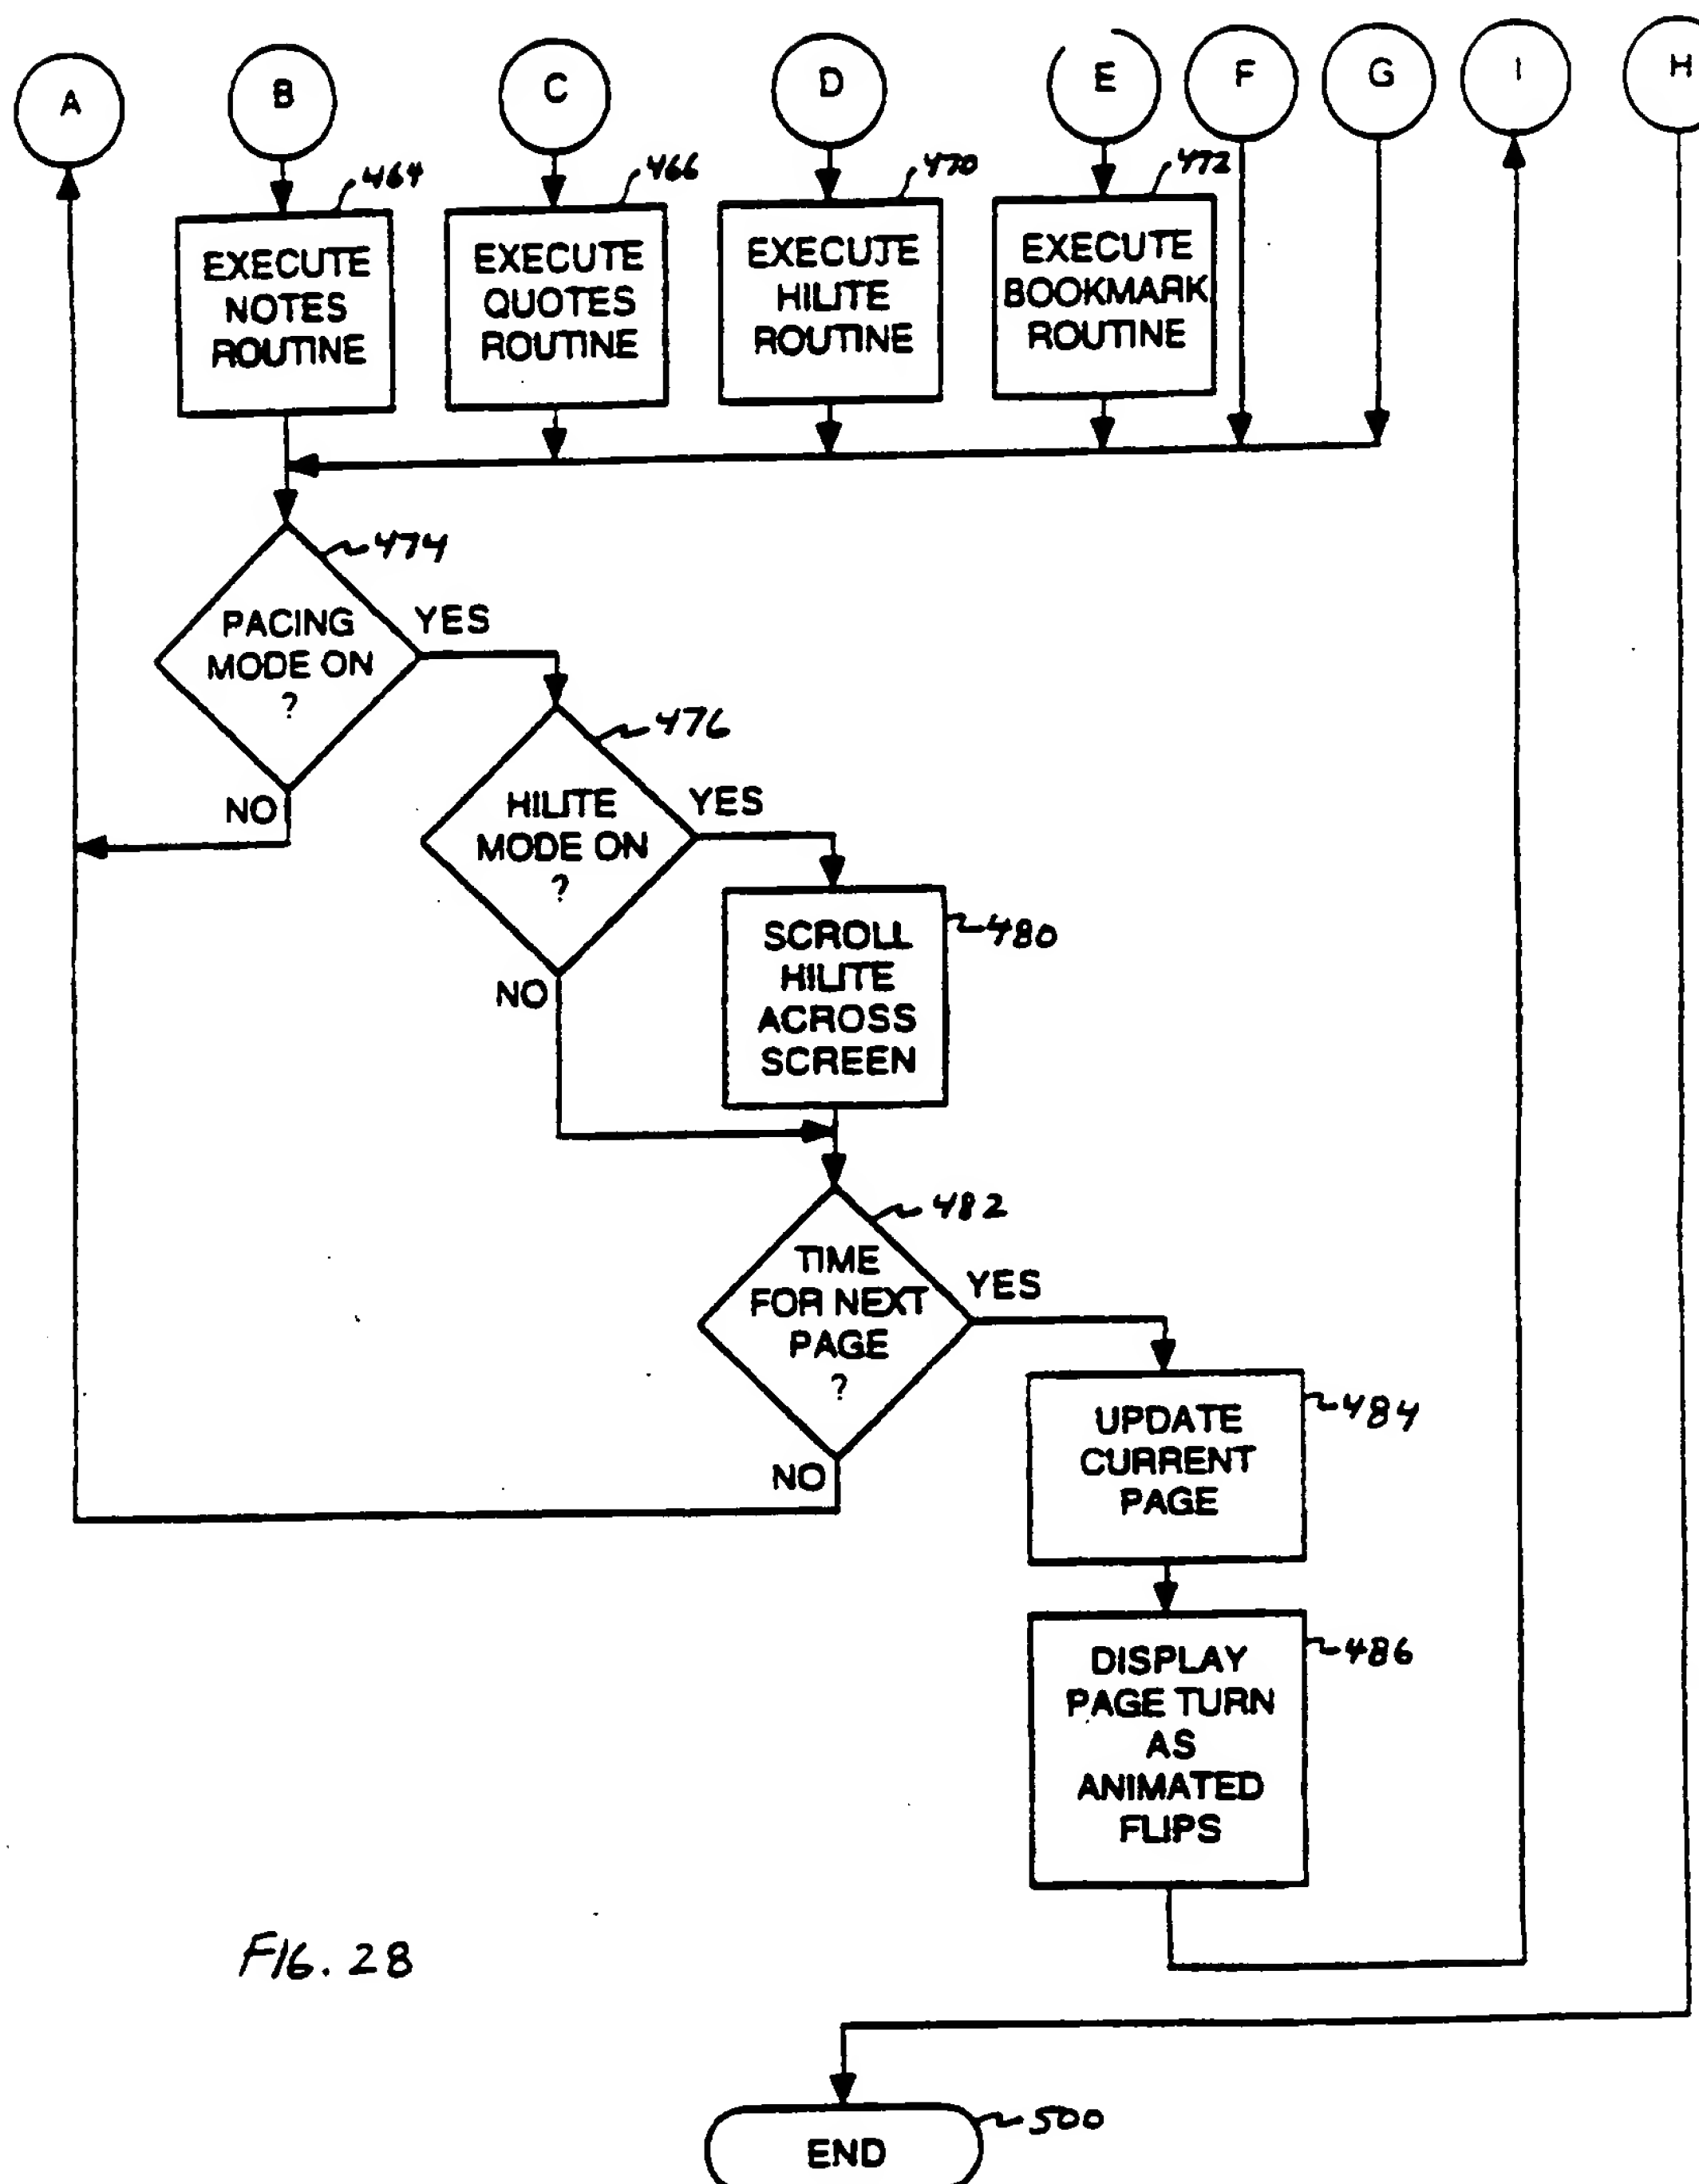 A
B
C
D
E
F
G
I
H
464
466
470
472
EXECUTE
NOTES
ROUTINE
EXECUTE
QUOTES
ROUTINE
EXECUTE
HILITE
ROUTINE
EXECUTE
BOOKMARK
ROUTINE
474
PACING
MODE ON
?
YES
NO
476
HILITE
MODE ON
?
YES
NO
480
SCROLL
HILITE
ACROSS
SCREEN
482
TIME
FOR NEXT
PAGE
?
YES
NO
484
UPDATE
CURRENT
PAGE
486
DISPLAY
PAGE TURN
AS
ANIMATED
FLIPS
FIG. 28
500
END